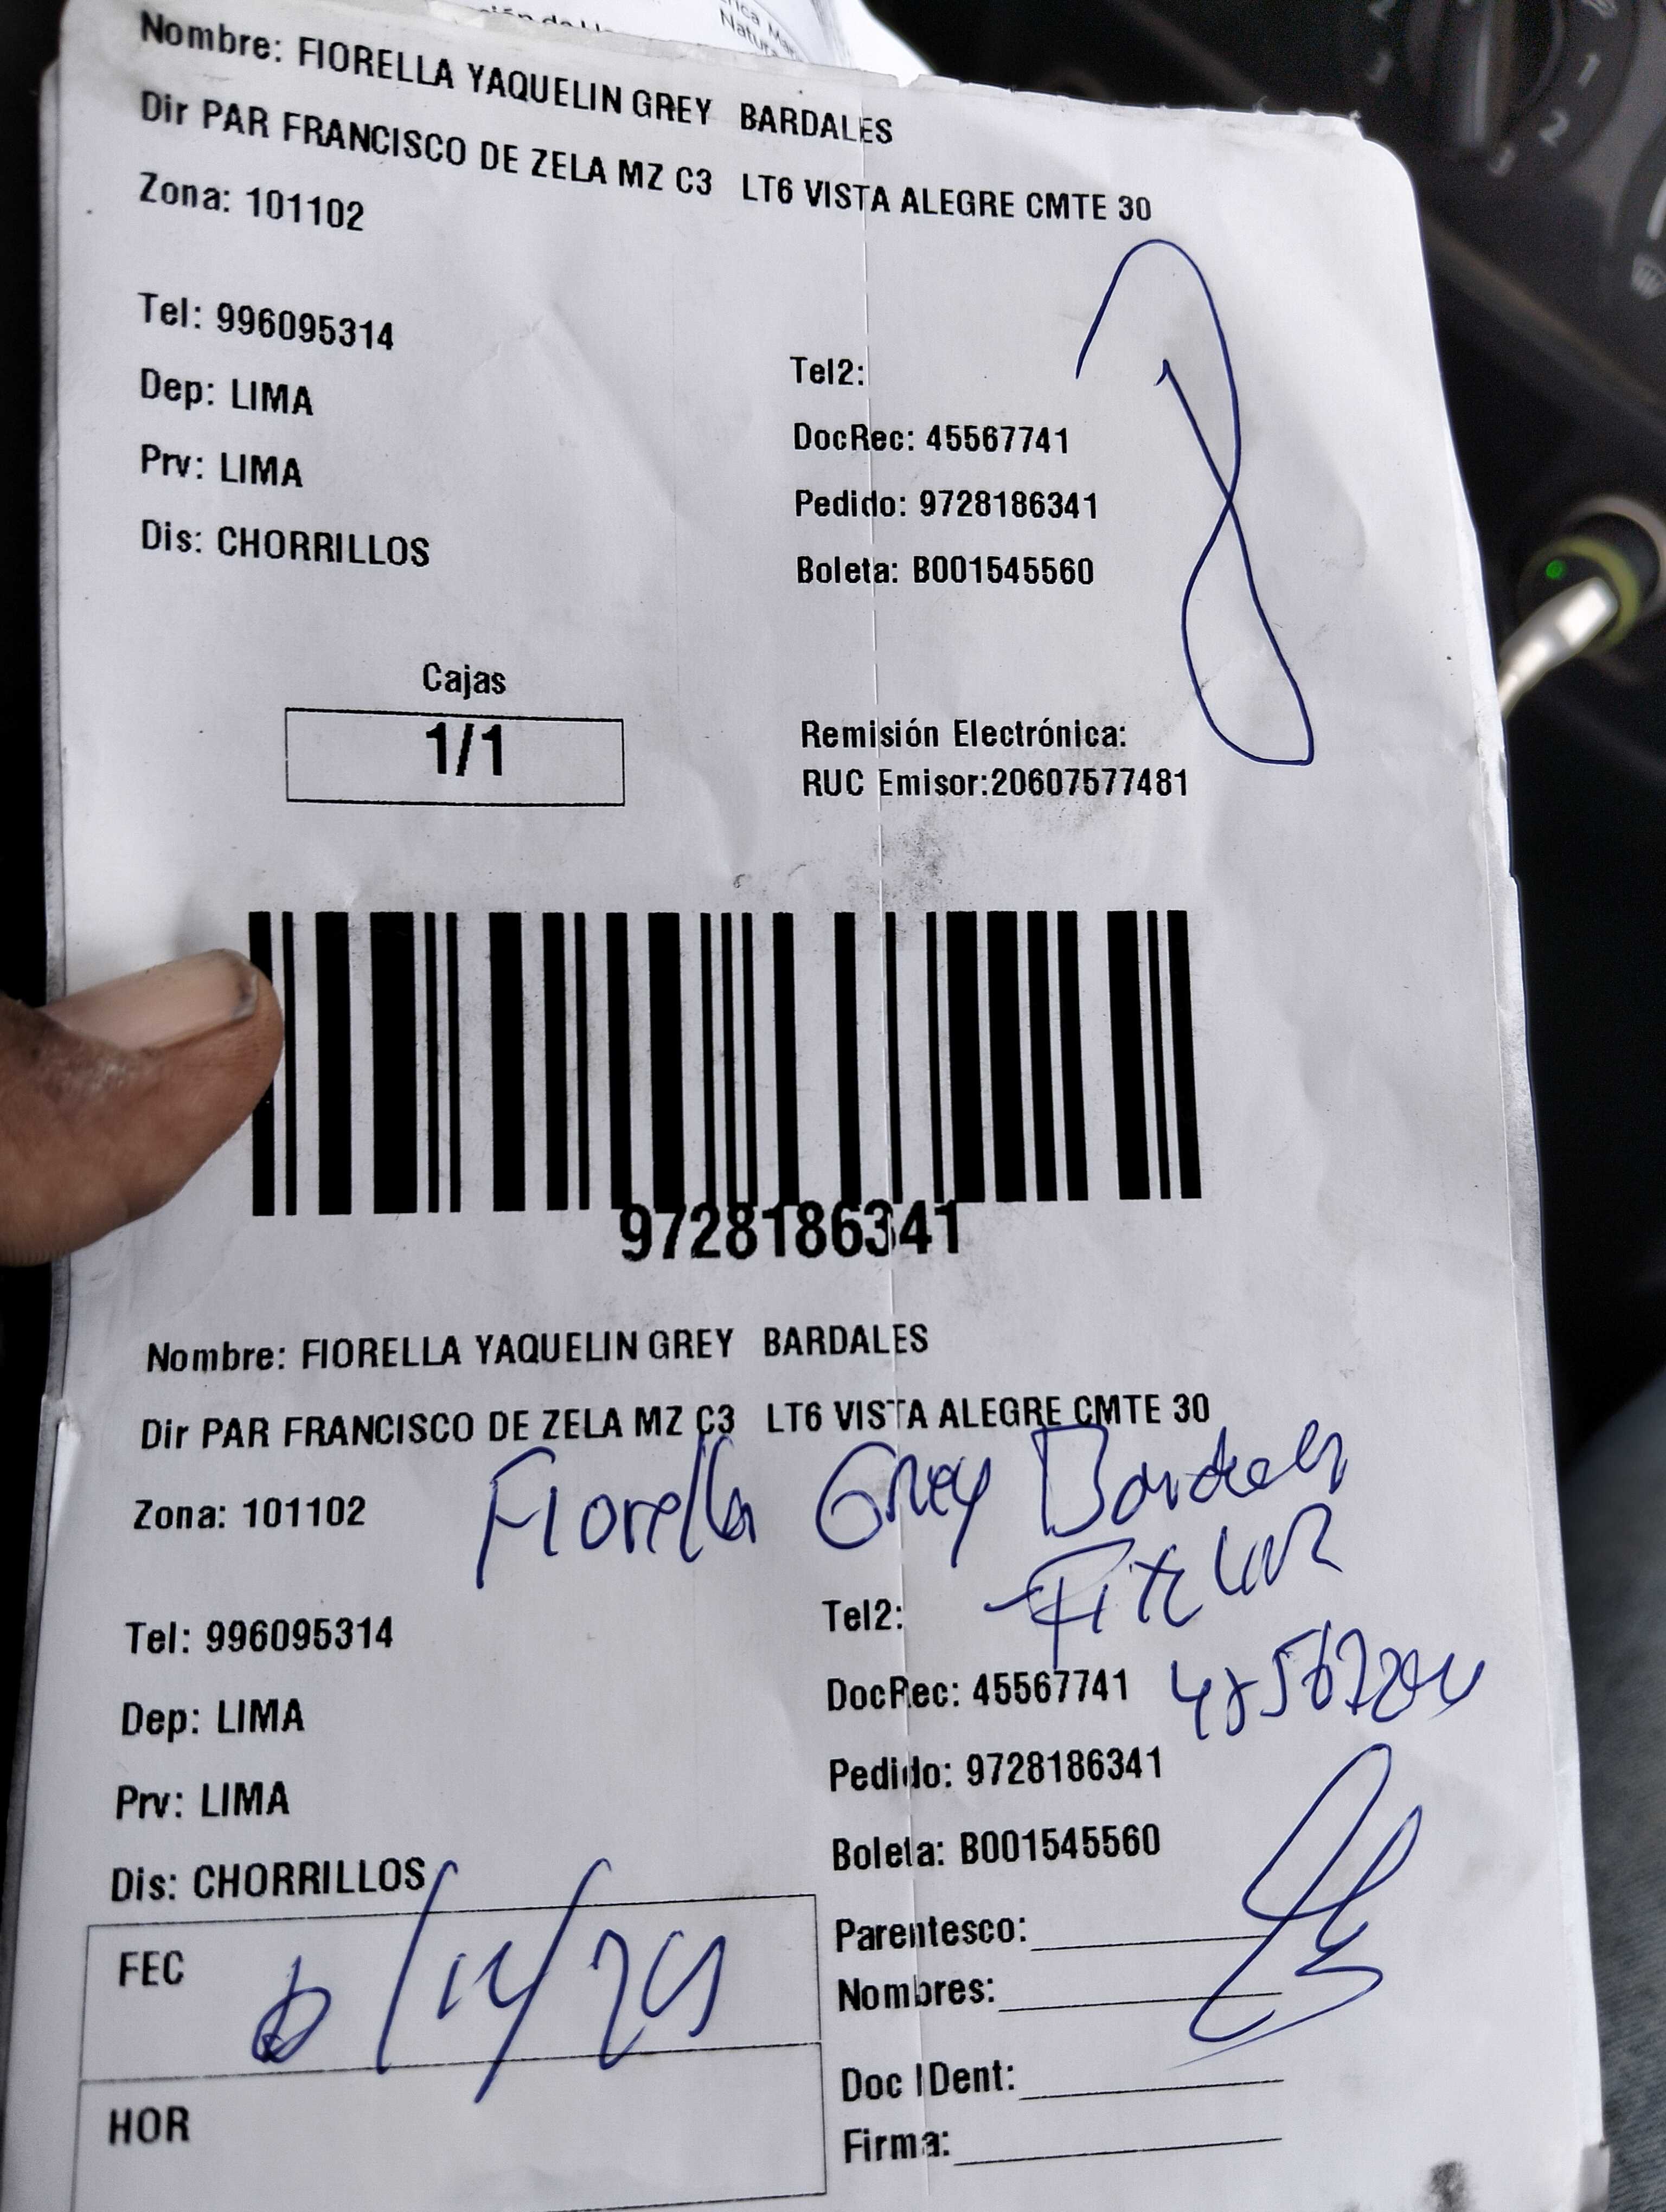 Nombre: FIORELLA YAQUELIN GREY BARDALES
Dir PAR FRANCISCO DE ZELA MZ C3 LT6 VISTA ALEGRE CMTE 30
Zona: 101102
Tel: 996095314
Tel2:
Dep: LIMA
DocRec: 45567741
Prv: LIMA
Pedido: 9728186341
Dis: CHORRILLOS
Boleta: B001545560
Cajas
1/1
Remisión Electrónica:
RUC Emisor:20607577481
9728186341
Nombre: FIORELLA YAQUELIN GREY BARDALES
Dir PAR FRANCISCO DE ZELA MZ C3 LT6 VISTA ALEGRE CMTE 30
Fiorella Grey Bardales
Zona: 101102
Tel: 996095314
Tel2:
Dep: LIMA
DocRec: 45567741
Prv: LIMA
Pedido: 9728186341
Dis: CHORRILLOS
Boleta: B001545560
FEC
Parentesco:
Nombres:
HOR
Doc IDent:
Firma: